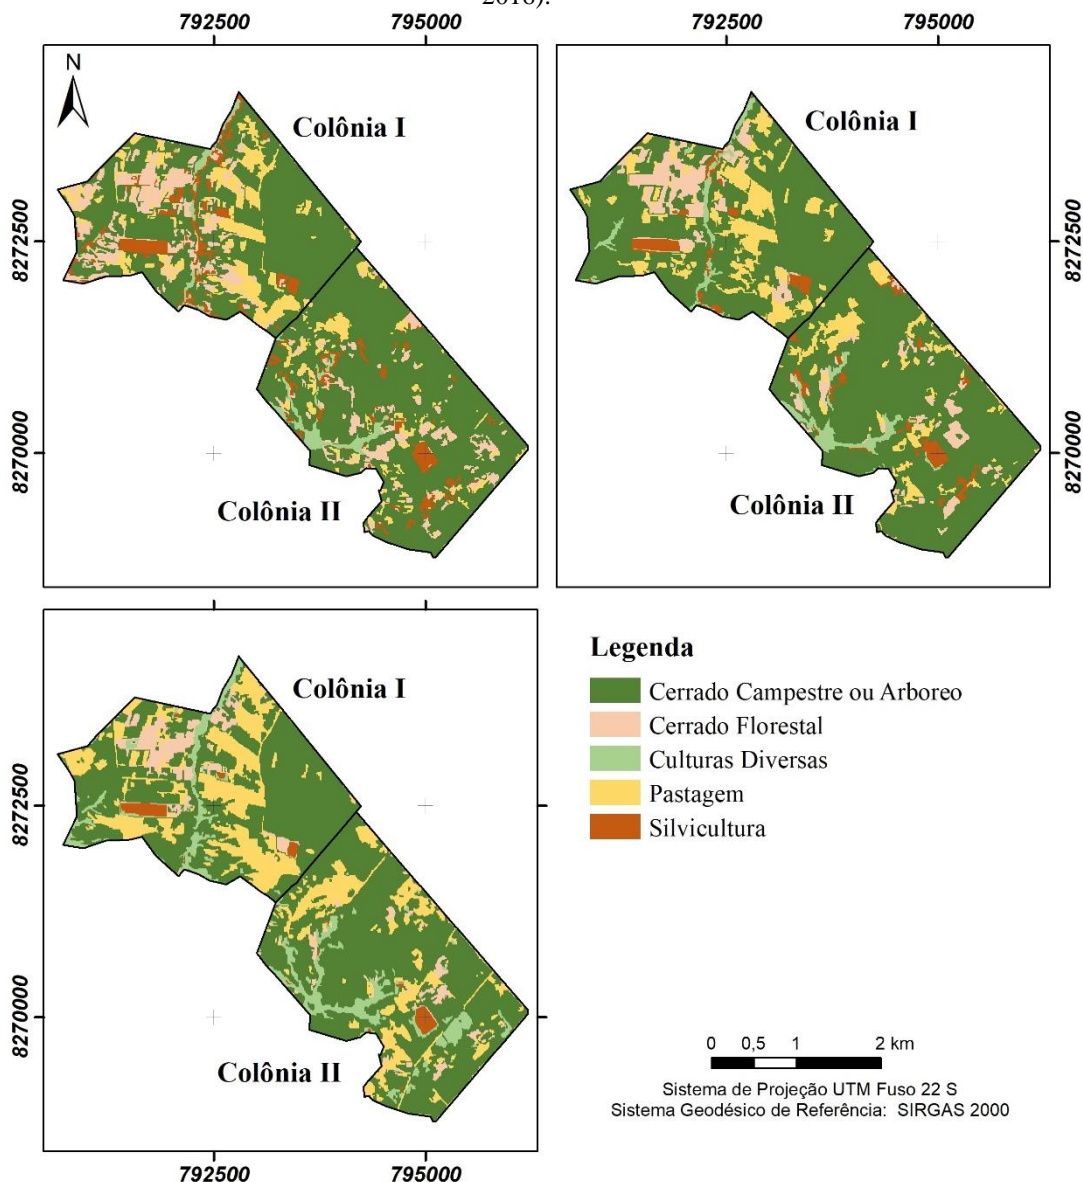 2018).
792500 795000
792500 795000
N
Colônia I
Colônia II
8272500
8270000
Colônia I
Colônia II
8272500
8270000
Colônia I
Colônia II
8272500
8270000
792500 795000
Legenda
Cerrado Campestre ou Arboreo
Cerrado Florestal
Culturas Diversas
Pastagem
Silvicultura
0 0,5 1 2 km
Sistema de Projeção UTM Fuso 22 S
Sistema Geodésico de Referência: SIRGAS 2000